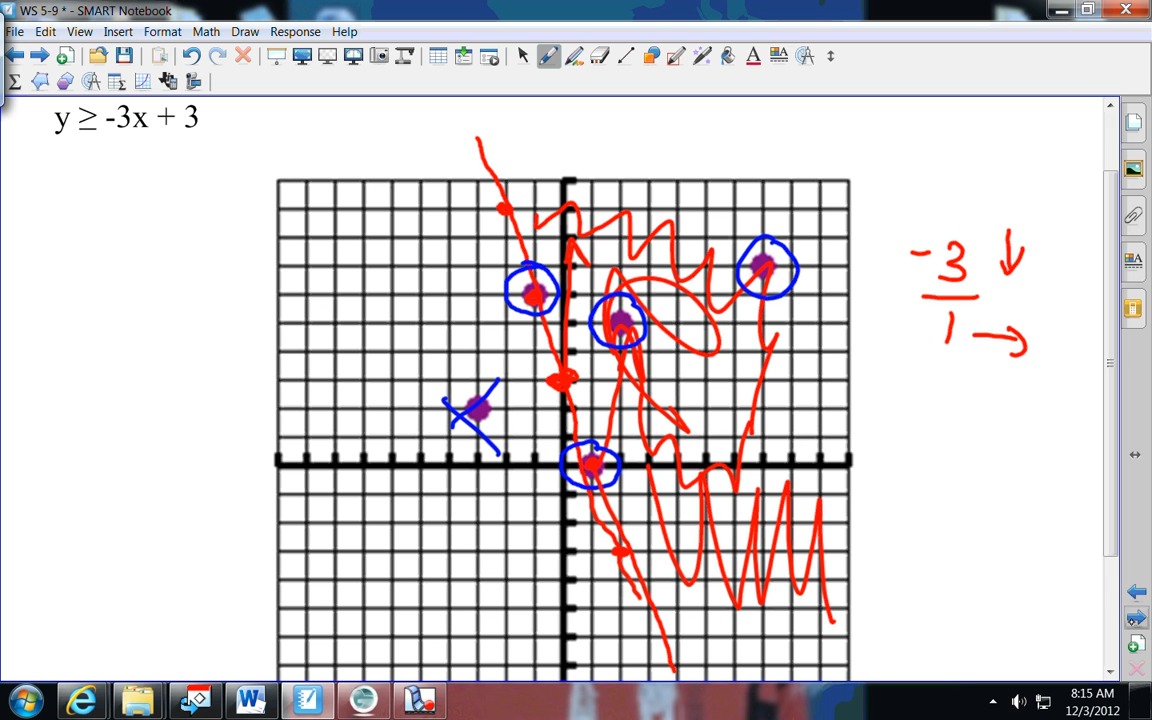 WS 5-9 * - SMART Notebook
File Edit View Insert Format Math Draw Response Help
y ≥ -3x + 3
-3
1
8:15 AM
12/3/2012